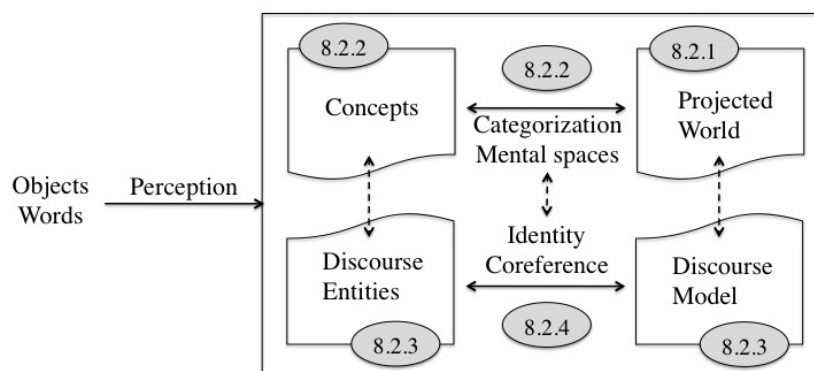 8.2.2
8.2.2
8.2.1
Concepts
Projected
World
Categorization
Mental spaces
Objects
Words
Perception
Identity
Coreference
Discourse
Entities
Discourse
Model
8.2.3
8.2.4
8.2.3